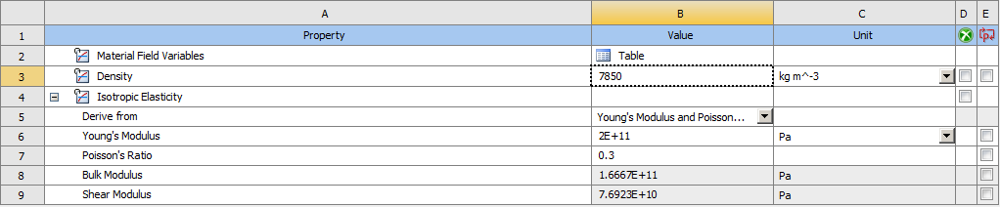 A B C D E
1 Property Value Unit
2 Material Field Variables Table
3 Density 7850 kg m^-3
4 Isotropic Elasticity
5 Derive from Young's Modulus and Poisson...
6 Young's Modulus 2E+11 Pa
7 Poisson's Ratio 0.3
8 Bulk Modulus 1.6667E+11 Pa
9 Shear Modulus 7.6923E+10 Pa